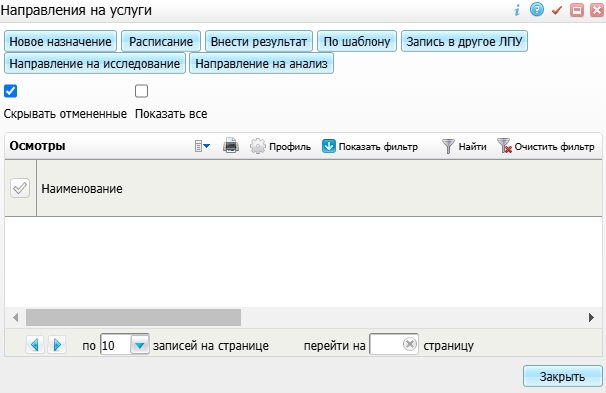 Направления на услуги
Новое назначение Расписание Внести результат По шаблону Запись в другое ЛПУ
Направление на исследование Направление на анализ
Скрывать отмененные Показать все
Осмотры Профиль Показать фильтр Найти Очистить фильтр
Наименование
по 10 записей на странице перейти на страницу
Закрыть